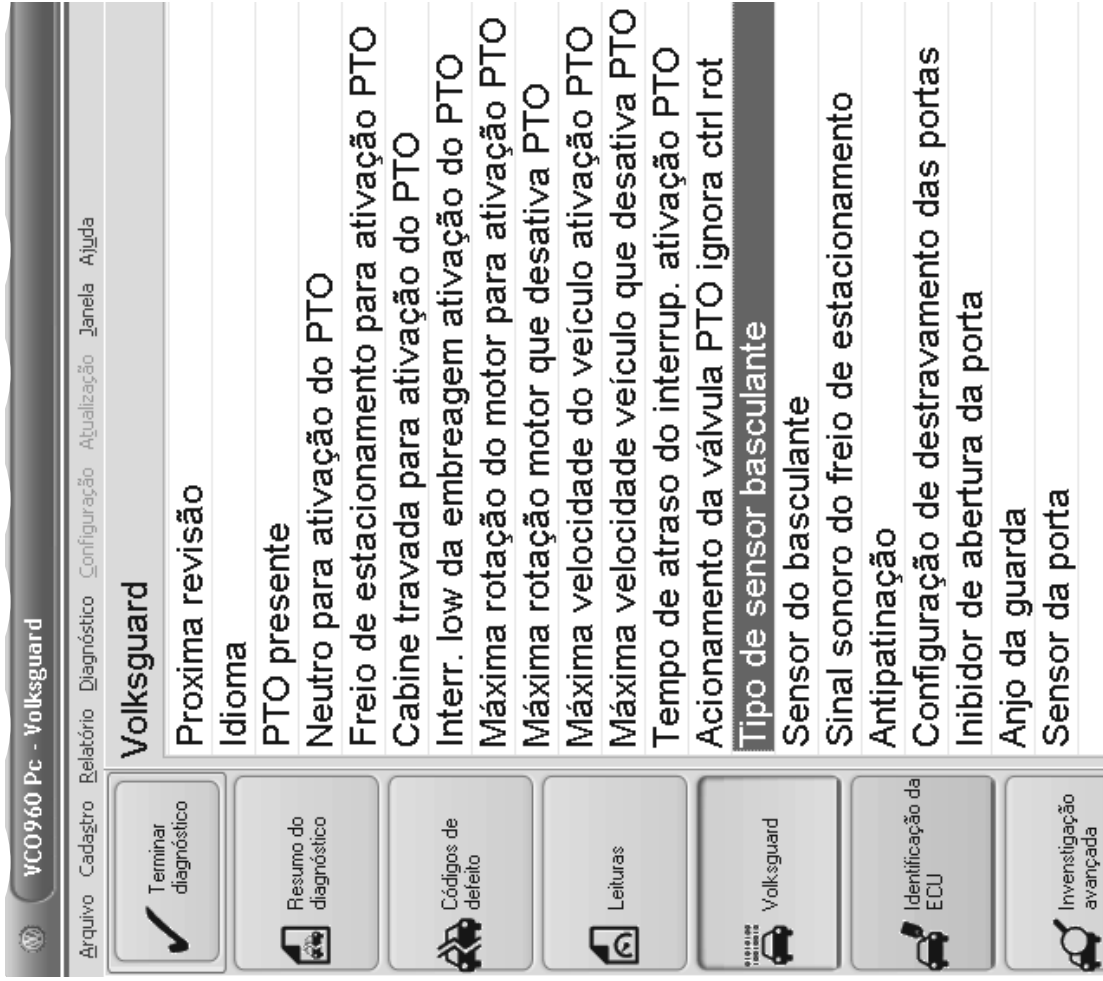 VCO960 Pc - Volksguard
Arquivo Cadastro Relatório Diagnóstico Configuração Atualização Janela Ajuda
Terminar
diagnóstico
Resumo do
diagnóstico
Códigos de
defeito
Leituras
Volksguard
Identificação da
ECU
Invenstigação
avançada
Volksguard
Proxima revisão
Idioma
PTO presente
Neutro para ativação do PTO
Freio de estacionamento para ativação PTO
Cabine travada para ativação do PTO
Interr. low da embreagem ativação do PTO
Máxima rotação do motor para ativação PTO
Máxima rotação motor que desativa PTO
Máxima velocidade do veículo ativação PTO
Máxima velocidade veículo que desativa PTO
Tempo de atraso do interrup. ativação PTO
Acionamento da válvula PTO ignora ctrl rot
Tipo de sensor basculante
Sensor do basculante
Sinal sonoro do freio de estacionamento
Antipatinação
Configuração de destravamento das portas
Inibidor de abertura da porta
Anjo da guarda
Sensor da porta